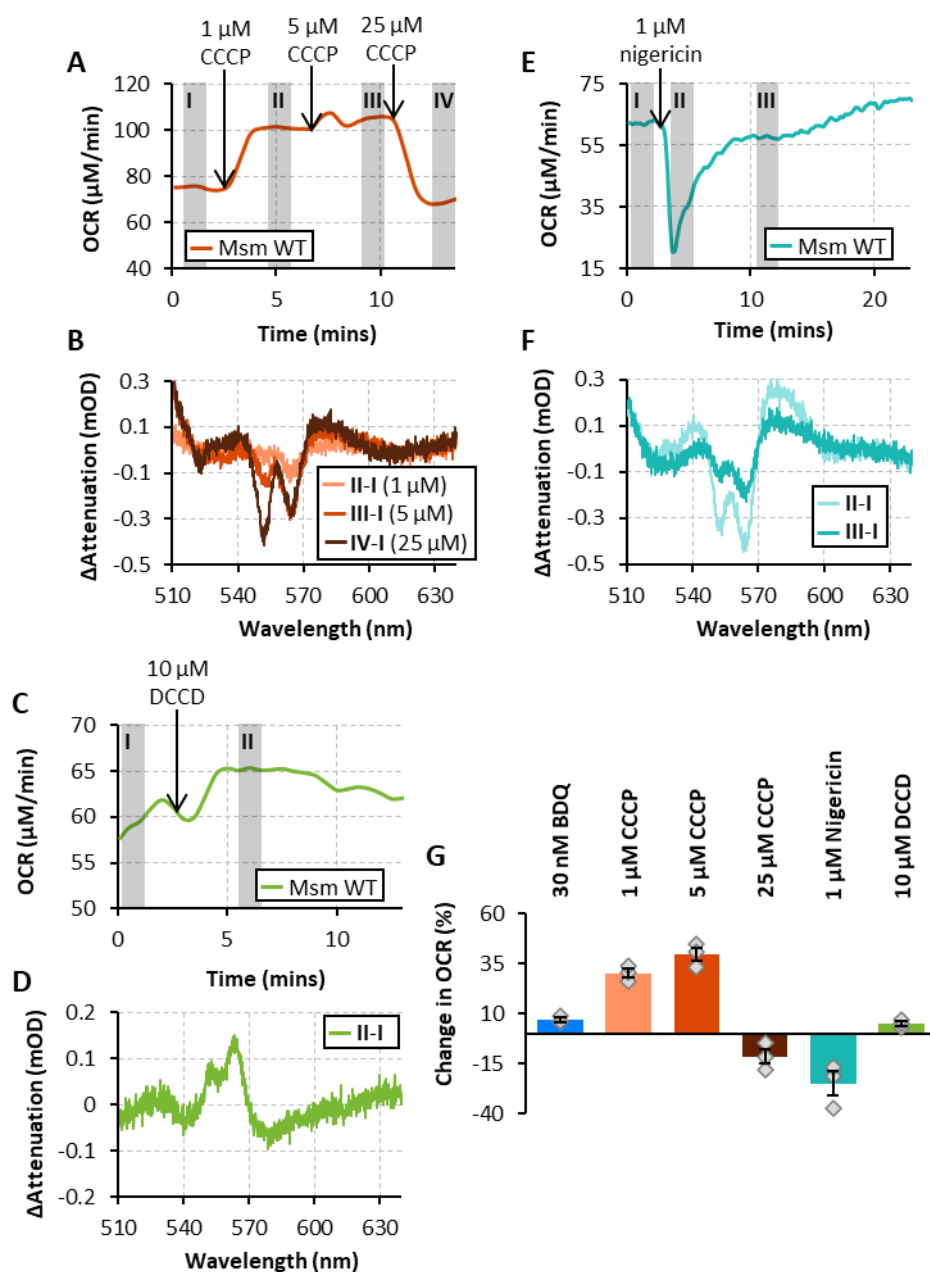 A
1 µM
CCCP
5 µM
CCCP
25 µM
CCCP
OCR (µM/min)
120
100
80
60
40
I
II
III
IV
Msm WT
0
5
10
Time (mins)
B
ΔAttenuation (mOD)
0.3
0.1
-0.1
-0.3
-0.5
II-I (1 µM)
III-I (5 µM)
IV-I (25 µM)
510
540
570
600
630
Wavelength (nm)
C
10 µM
DCCD
OCR (µM/min)
70
65
60
55
50
I
II
Msm WT
0
5
10
Time (mins)
D
ΔAttenuation (mOD)
0.2
0.1
0
-0.1
-0.2
II-I
510
540
570
600
630
Wavelength (nm)
E
1 µM
nigericin
OCR (µM/min)
75
55
35
15
I
II
III
Msm WT
0
10
20
Time (mins)
F
ΔAttenuation (mOD)
0.3
0.1
-0.1
-0.3
-0.5
II-I
III-I
510
540
570
600
630
Wavelength (nm)
G
30 nM BDQ
1 µM CCCP
5 µM CCCP
25 µM CCCP
1 µM Nigericin
10 µM DCCD
Change in OCR (%)
60
35
10
-15
-40